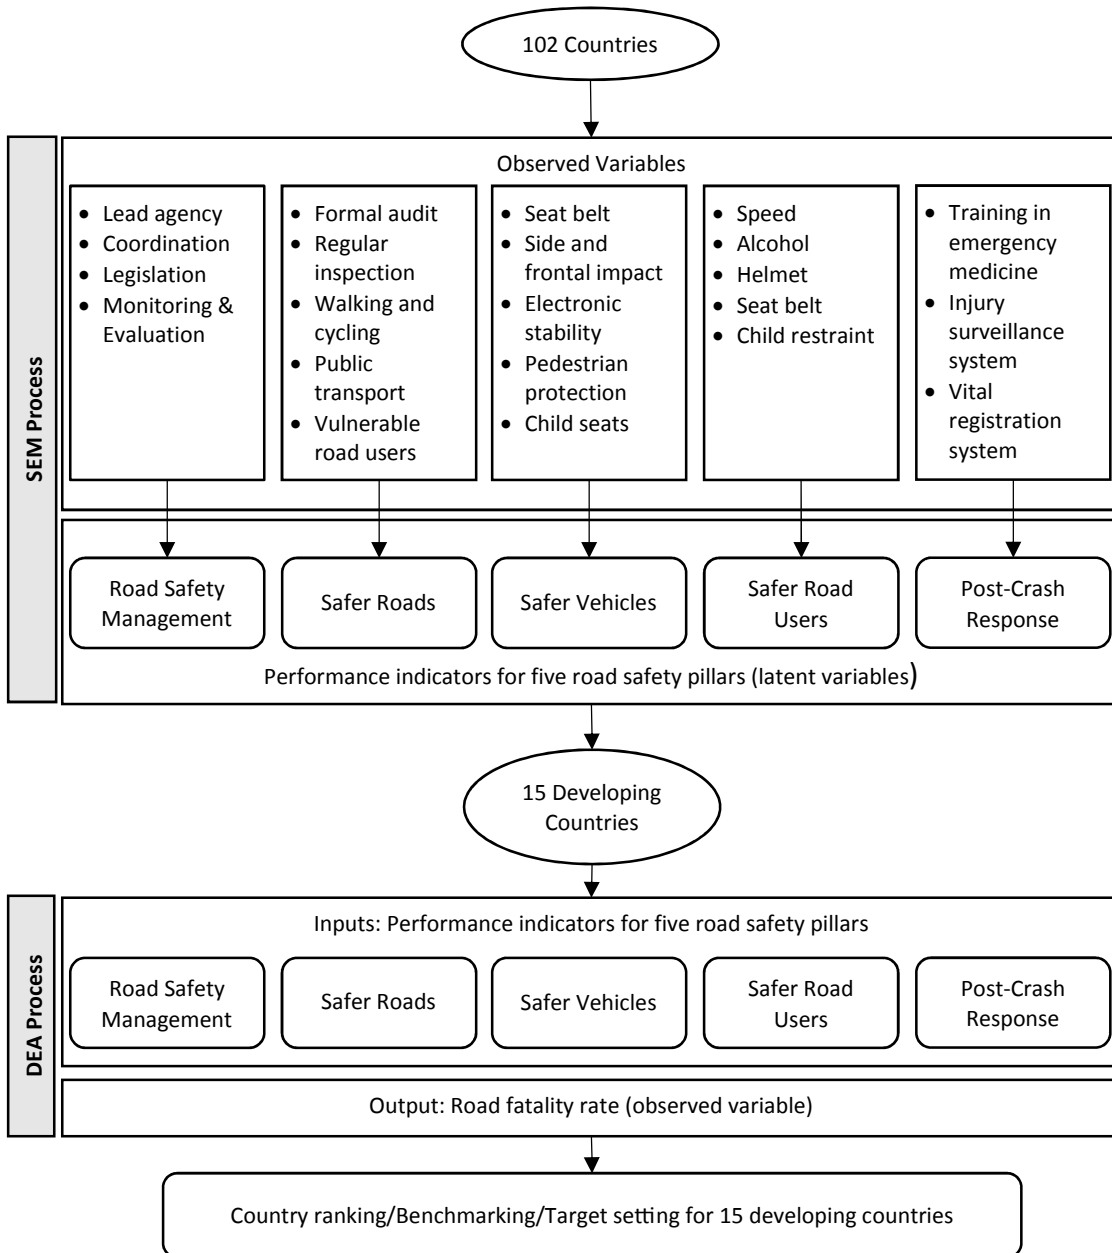 102 Countries
SEM Process
Observed Variables
• Lead agency
• Coordination
• Legislation
• Monitoring &
Evaluation
• Formal audit
• Regular
inspection
• Walking and
cycling
• Public
transport
• Vulnerable
road users
• Seat belt
• Side and
frontal impact
• Electronic
stability
• Pedestrian
protection
• Child seats
• Speed
• Alcohol
• Helmet
• Seat belt
• Child restraint
• Training in
emergency
medicine
• Injury
surveillance
system
• Vital
registration
system
Road Safety
Management
Safer Roads
Safer Vehicles
Safer Road
Users
Post-Crash
Response
Performance indicators for five road safety pillars (latent variables)
15 Developing
Countries
DEA Process
Inputs: Performance indicators for five road safety pillars
Road Safety
Management
Safer Roads
Safer Vehicles
Safer Road
Users
Post-Crash
Response
Output: Road fatality rate (observed variable)
Country ranking/Benchmarking/Target setting for 15 developing countries